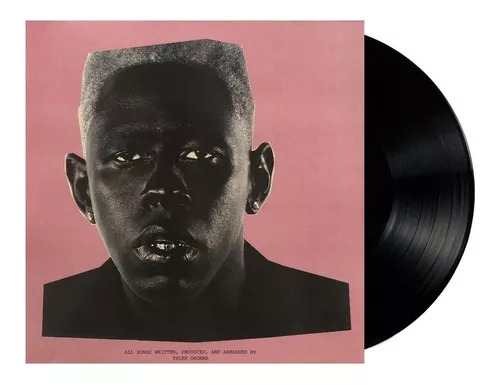 ALL SONGS WRITTEN, PRODUCED, AND ARRANGED BY
TYLER OKONMA